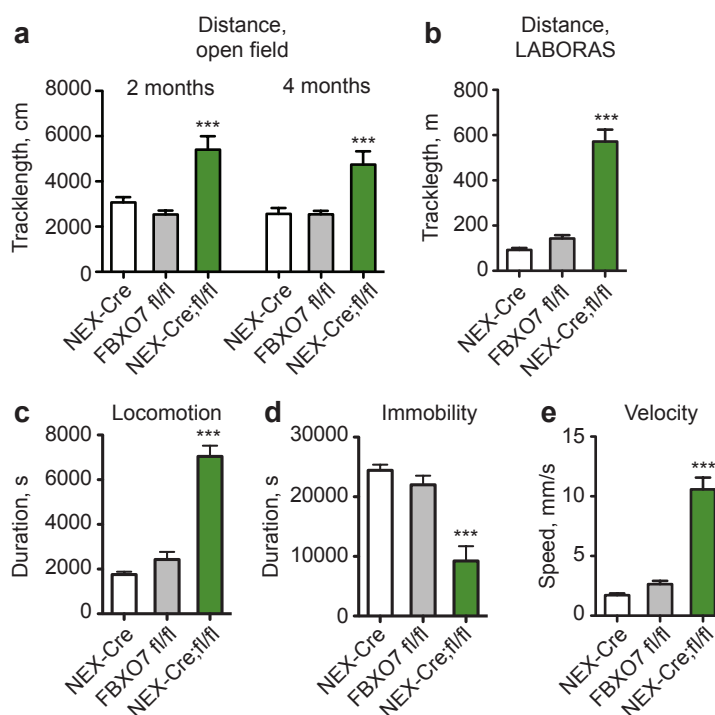 a
Distance,
open field
2 months
4 months
Tracklength, cm
8000
6000
4000
2000
0
***
***
NEX-Cre
FBXO7 fl/fl
NEX-Cre;fl/fl
NEX-Cre
FBXO7 fl/fl
NEX-Cre;fl/fl
b
Distance,
LABORAS
Tracklegth, m
800
600
400
200
0
***
NEX-Cre
FBXO7 fl/fl
NEX-Cre;fl/fl
c
Locomotion
Duration, s
8000
6000
4000
2000
0
***
NEX-Cre
FBXO7 fl/fl
NEX-Cre;fl/fl
d
Immobility
Duration, s
30000
20000
10000
0
***
NEX-Cre
FBXO7 fl/fl
NEX-Cre;fl/fl
e
Velocity
Speed, mm/s
15
10
5
0
***
NEX-Cre
FBXO7 fl/fl
NEX-Cre;fl/fl